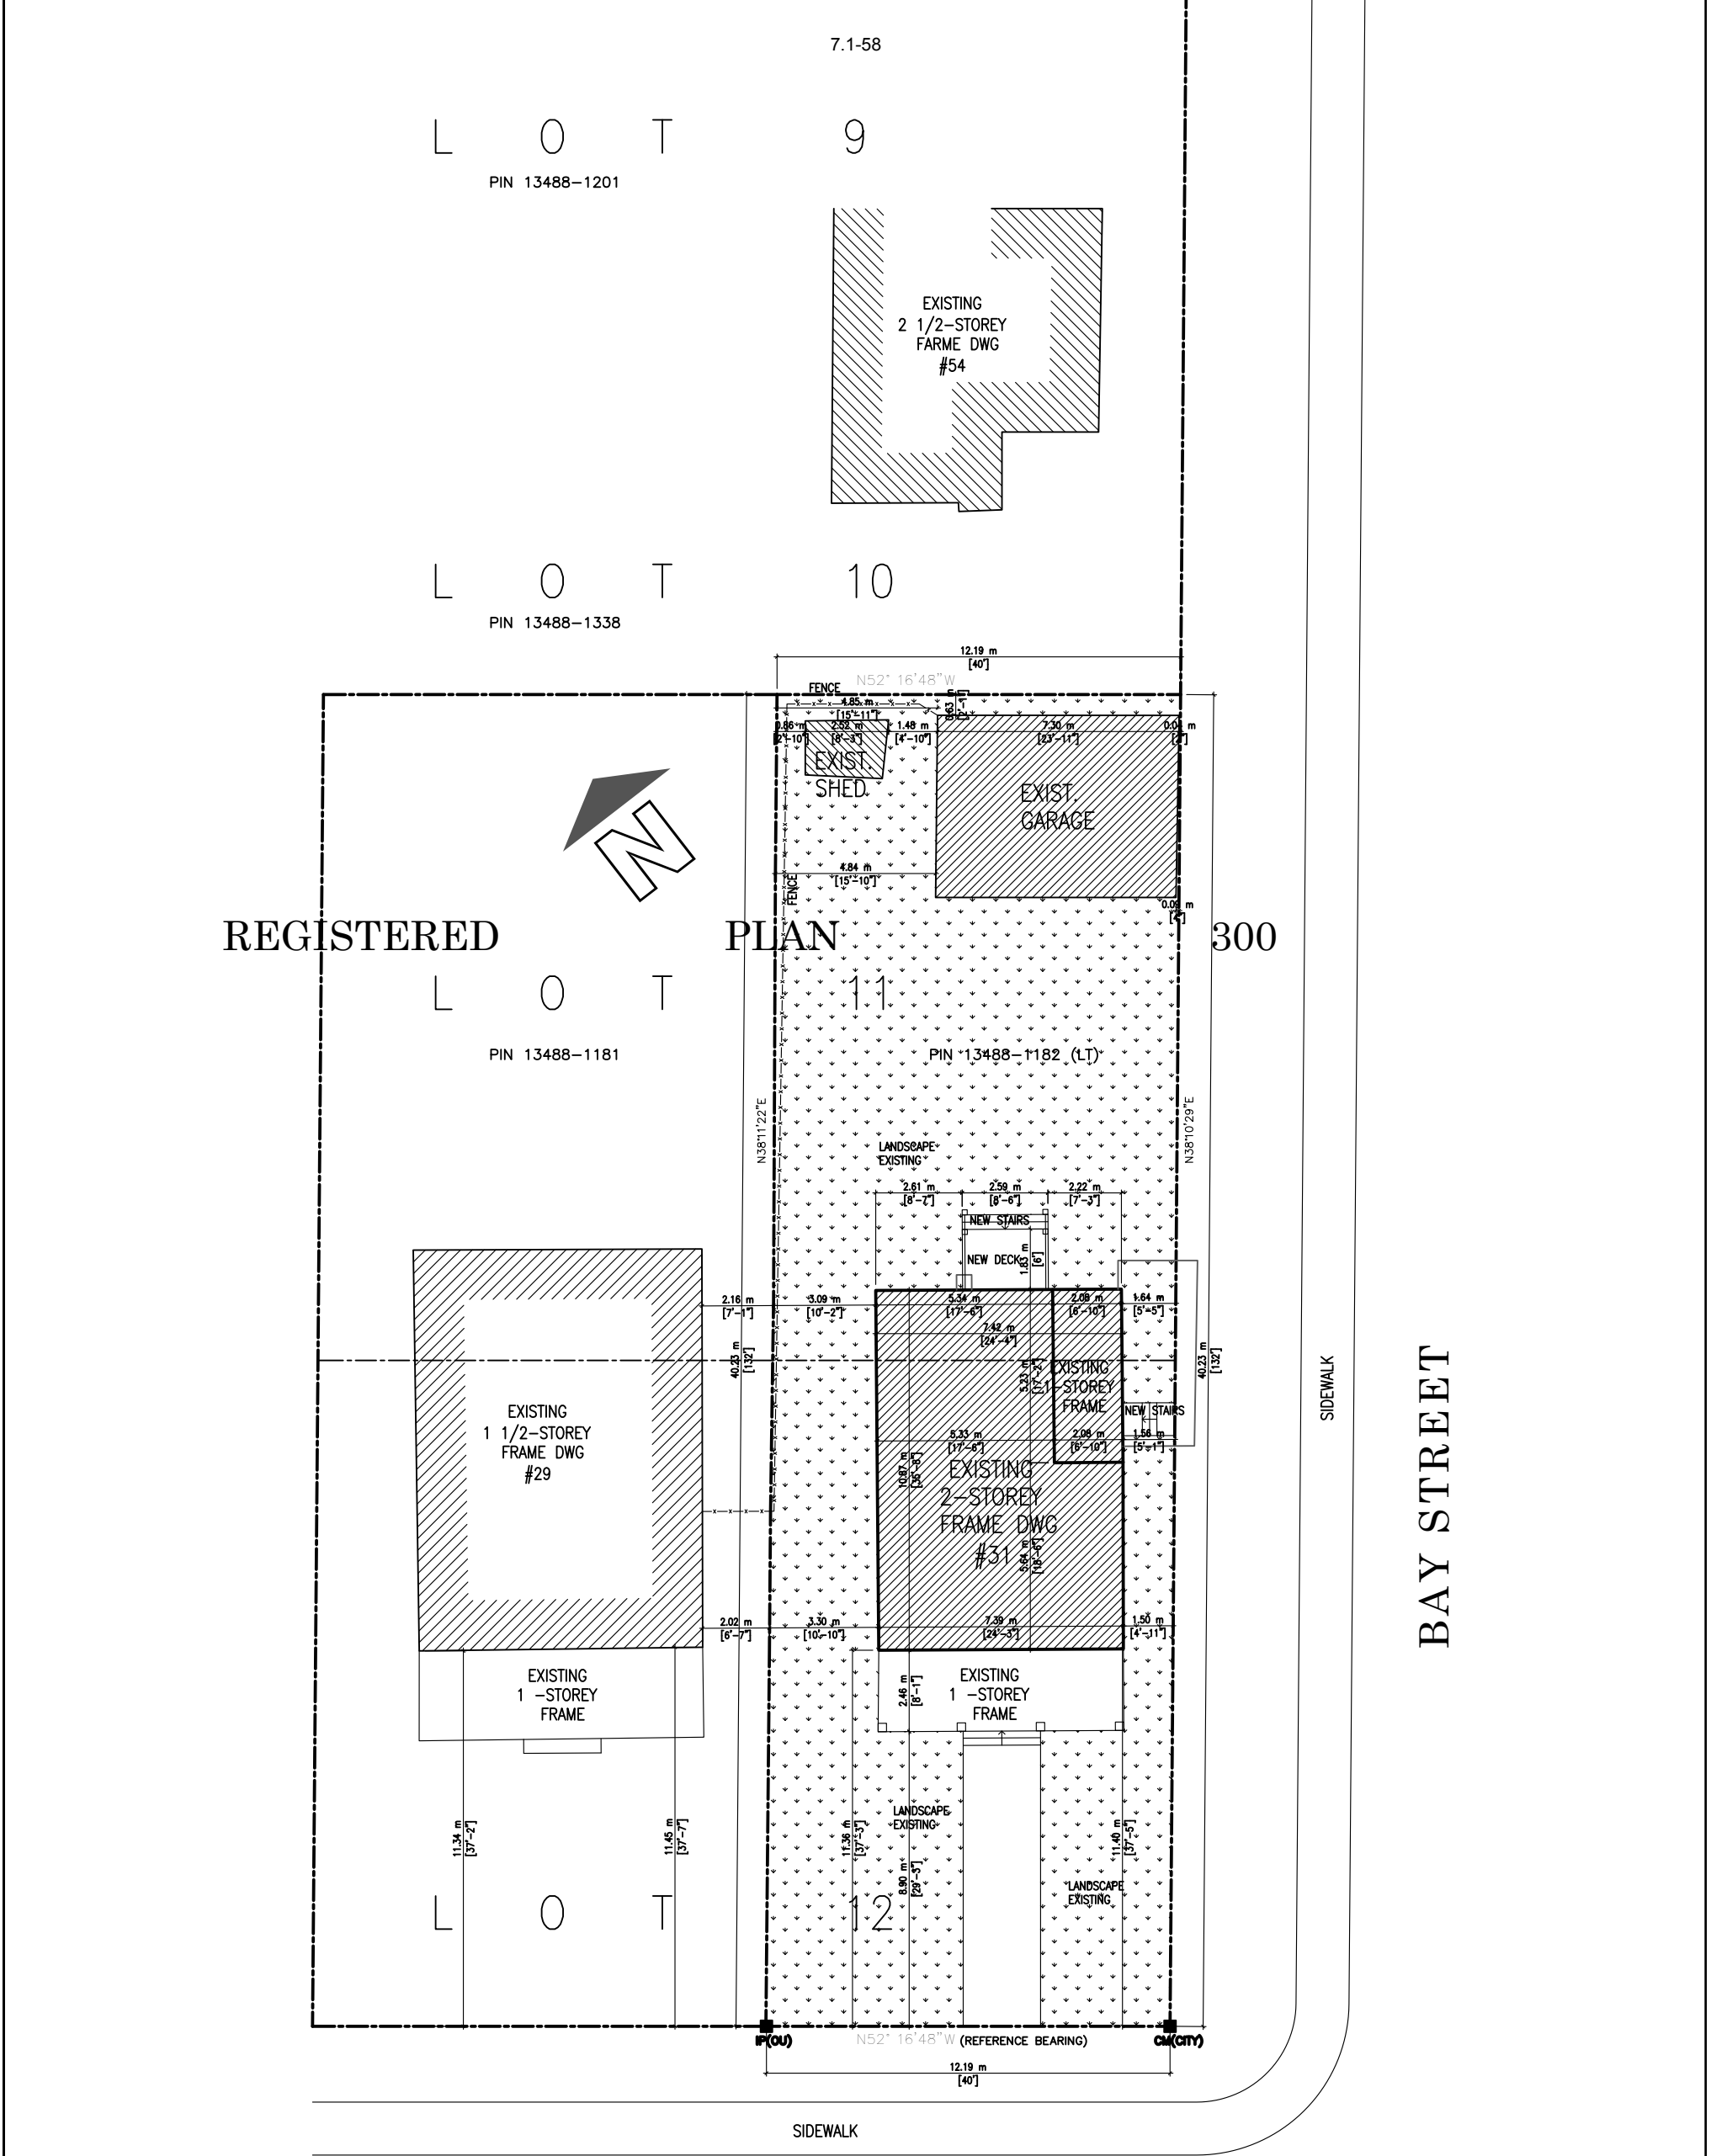 7.1-58
L O T 9
PIN 13488-1201
EXISTING
2 1/2-STOREY
FARME DWG
#54
L O T 10
PIN 13488-1338
12.19 m
[40']
N52° 16'48"W
FENCE
4.85 m
[15'-11"]
0.63 m
[2'-1"]
0.86 m
[2'-10"]
2.52 m
[8'-3"]
1.48 m
[4'-10"]
7.30 m
[23'-11"]
EXIST.
SHED
EXIST.
GARAGE
N
4.84 m
[15'-10"]
FENCE
0.09 m
[4"]
REGISTERED PLAN 300
L O T 11
PIN 13488-1181
PIN 13488-1182 (LT)
N38°11'22"E
N38°10'29"E
LANDSCAPE
EXISTING
2.61 m
[8'-7"]
2.59 m
[8'-6"]
2.22 m
[7'-3"]
NEW STAIRS
NEW DECK
1.83 m
[6']
2.16 m
[7'-1"]
3.09 m
[10'-2"]
5.34 m
[17'-6"]
2.08 m
[6'-10"]
1.64 m
[5'-5"]
7.42 m
[24'-4"]
40.23 m
[132']
40.23 m
[132']
5.23 m
[17'-2"]
EXISTING
1-STOREY
FRAME
NEW STAIRS
SIDEWALK
BAY STREET
EXISTING
1 1/2-STOREY
FRAME DWG
#29
5.33 m
[17'-6"]
2.08 m
[6'-10"]
1.56 m
[5'-1"]
10.87 m
[35'-8"]
EXISTING
2-STOREY
FRAME DWG
#31
5.64 m
[18'-6"]
2.02 m
[6'-7"]
3.30 m
[10'-10"]
7.39 m
[24'-3"]
1.50 m
[4'-11"]
EXISTING
1 -STOREY
FRAME
2.46 m
[8'-1"]
EXISTING
1 -STOREY
FRAME
11.34 m
[37'-2"]
11.45 m
[37'-7"]
11.36 m
[37'-3"]
LANDSCAPE
EXISTING
8.90 m
[29'-3"]
11.40 m
[37'-5"]
LANDSCAPE
EXISTING
L O T 12
IP(OU)
N52° 16'48"W (REFERENCE BEARING)
CM(CITY)
12.19 m
[40']
SIDEWALK